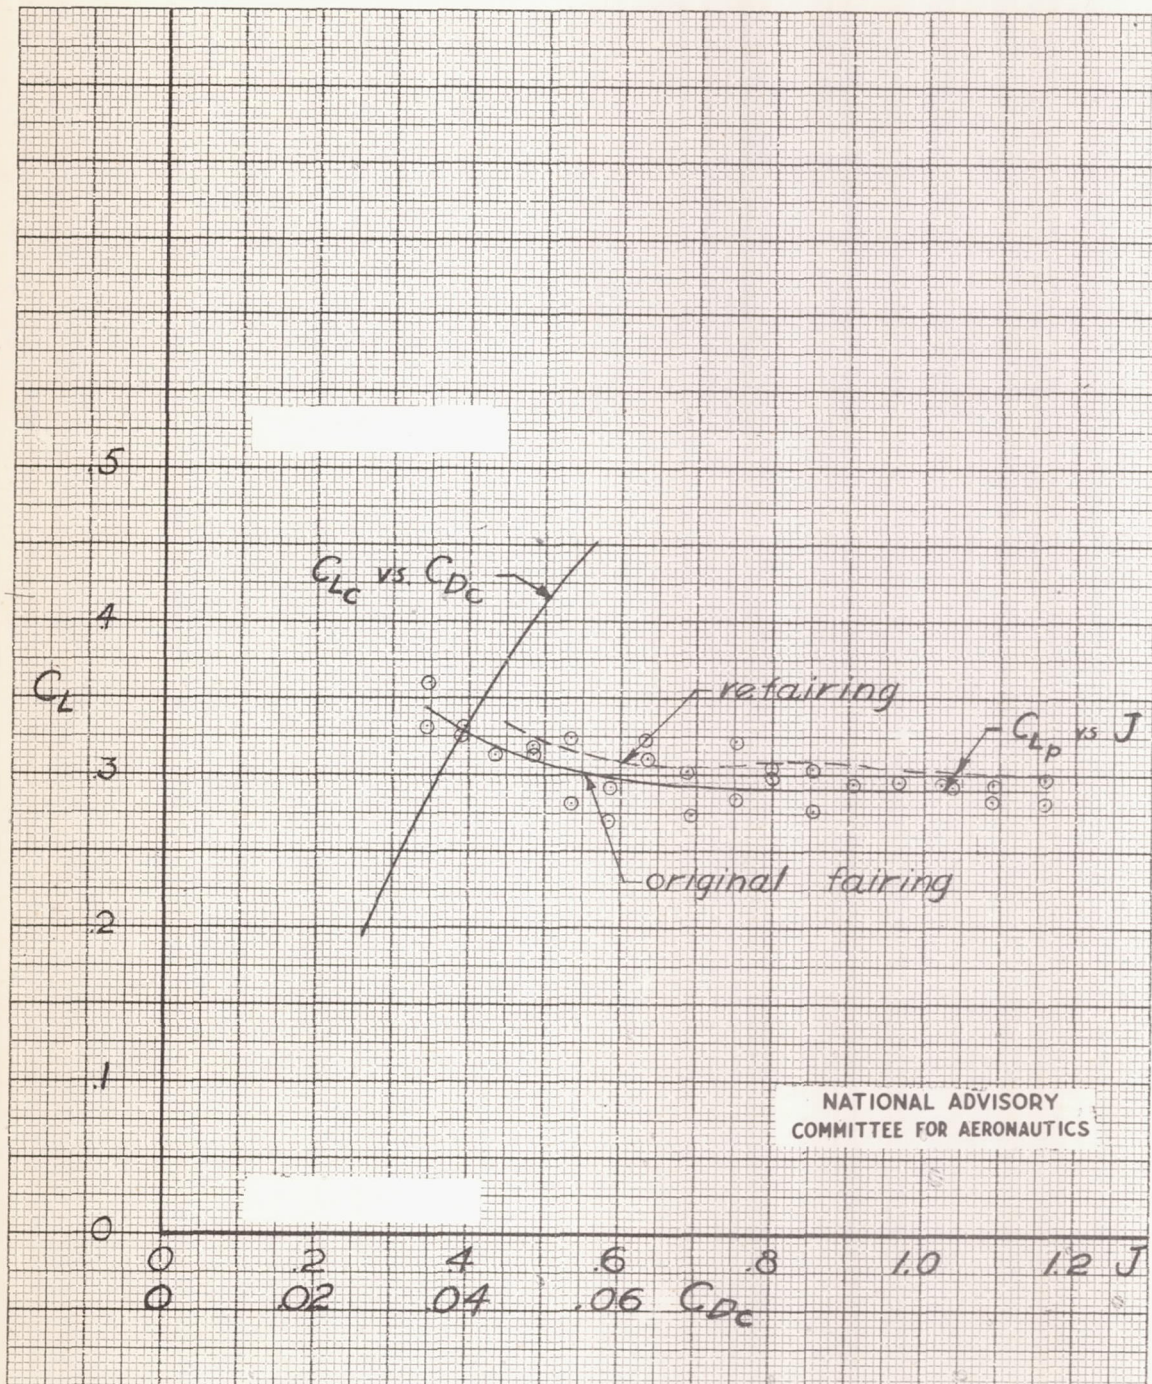 .5
C_Lc vs. C_Dc
.4
C_L
refairing
C_Lp vs J
.3
original fairing
.2
.1
NATIONAL ADVISORY
COMMITTEE FOR AERONAUTICS
0
0 .2 .4 .6 .8 1.0 1.2 J
0 .02 .04 .06 C_Dc